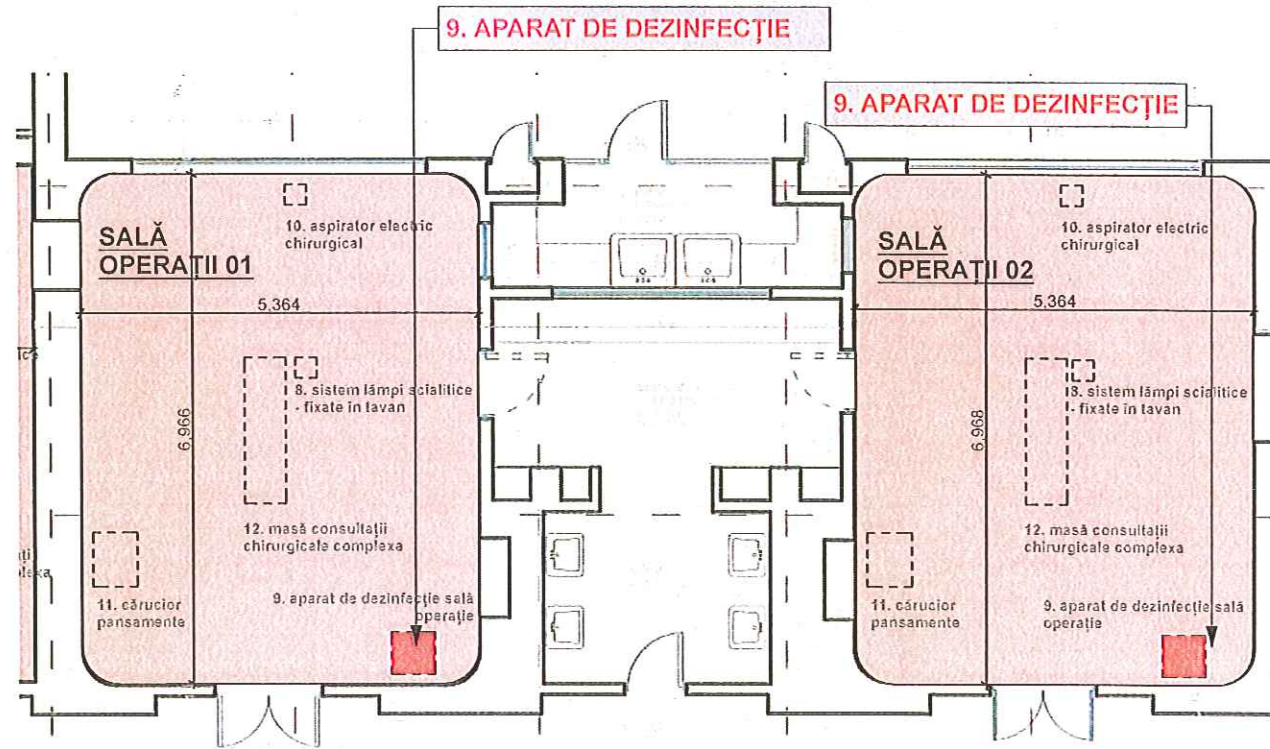 9. APARAT DE DEZINFECȚIE
9. APARAT DE DEZINFECȚIE
SALĂ
OPERAȚII 01
10. aspirator electric
chirurgical
5,364
6,966
8. sistem lămpi scialitice
- fixate în tavan
12. masă consultații
chirurgicale complexa
11. cărucior
pansamente
9. aparat de dezinfecție sală
operație
SALĂ
OPERAȚII 02
10. aspirator electric
chirurgical
5,364
6,968
8. sistem lămpi scialitice
- fixate în tavan
12. masă consultații
chirurgicale complexa
11. cărucior
pansamente
9. aparat de dezinfecție sală
operație